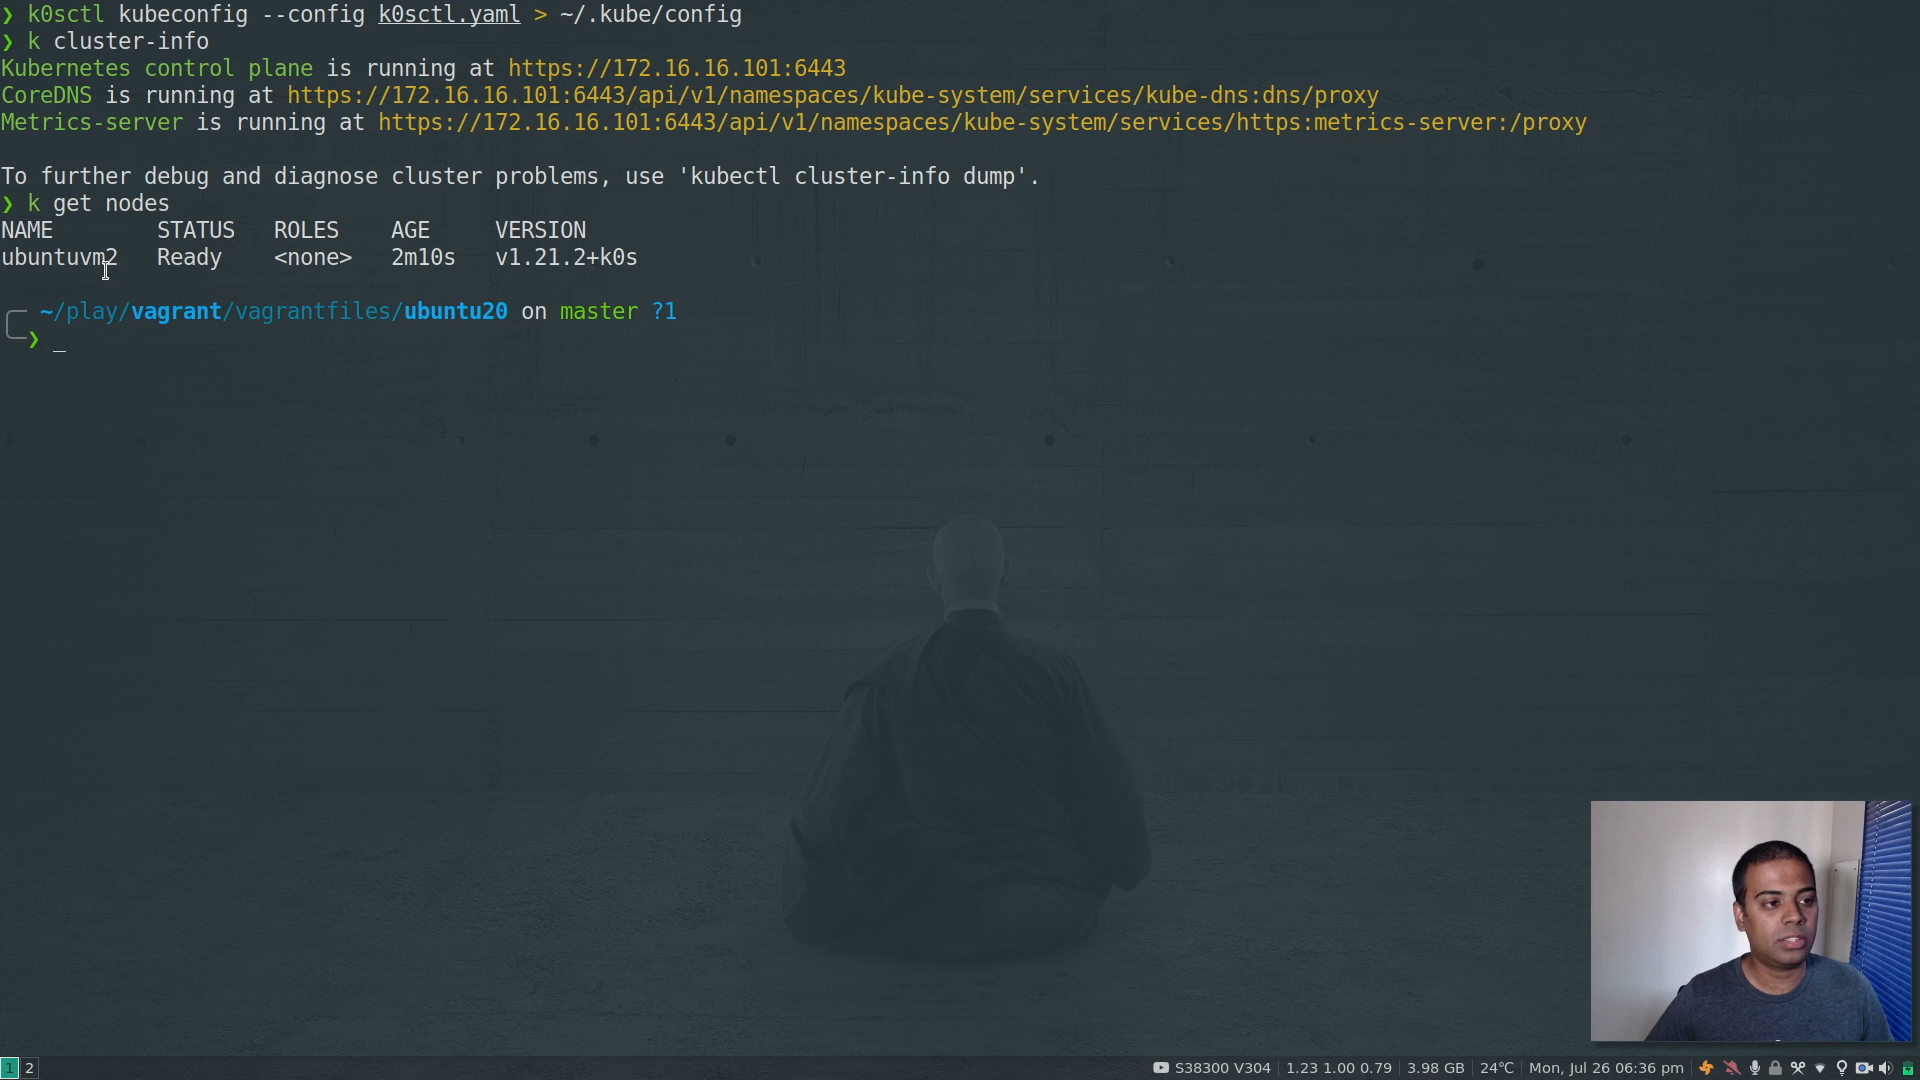 ❯ k0sctl kubeconfig --config k0sctl.yaml > ~/.kube/config
❯ k cluster-info
Kubernetes control plane is running at https://172.16.16.101:6443
CoreDNS is running at https://172.16.16.101:6443/api/v1/namespaces/kube-system/services/kube-dns:dns/proxy
Metrics-server is running at https://172.16.16.101:6443/api/v1/namespaces/kube-system/services/https:metrics-server:/proxy
To further debug and diagnose cluster problems, use 'kubectl cluster-info dump'.
❯ k get nodes
NAME STATUS ROLES AGE VERSION
ubuntuvm2 Ready <none> 2m10s v1.21.2+k0s
~/play/vagrant/vagrantfiles/ubuntu20 on master ?1
❯ _
1 2 S38300 V304 1.23 1.00 0.79 3.98 GB 24℃ Mon, Jul 26 06:36 pm